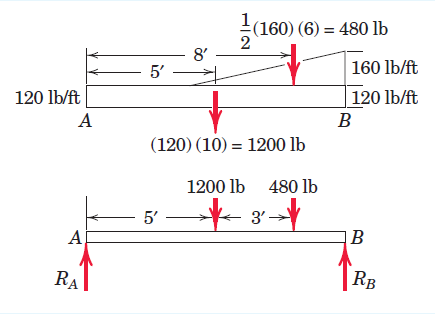 1/2(160) (6) = 480 lb
8′
5′
160 lb/ft
120 lb/ft
120 lb/ft
A
B
(120) (10) = 1200 lb
1200 lb 480 lb
5′ 3′
A
B
R_A
R_B